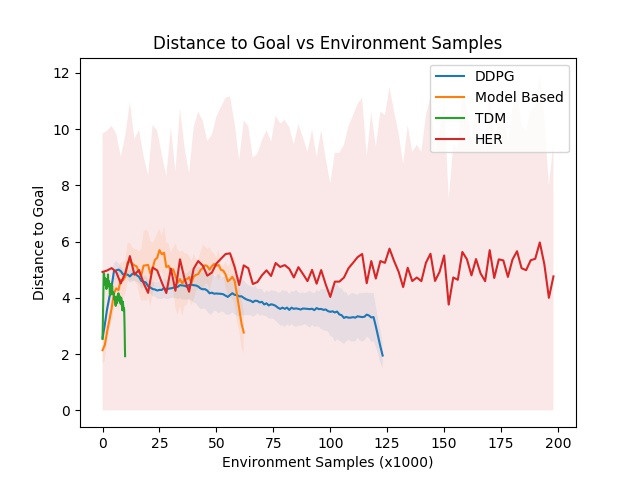 Distance to Goal vs Environment Samples
DDPG
Model Based
TDM
HER
Distance to Goal
12
10
8
6
4
2
0
0 25 50 75 100 125 150 175 200
Environment Samples (x1000)